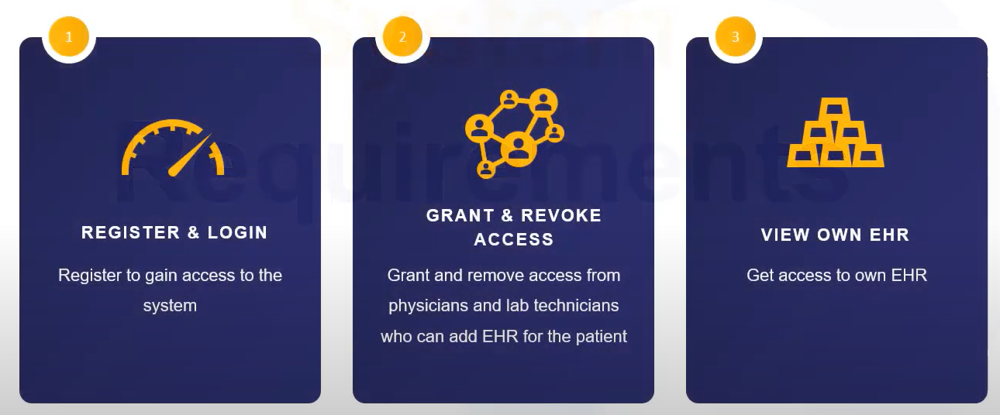 System
Requirements
1
REGISTER & LOGIN
Register to gain access to the
system
2
GRANT & REVOKE
ACCESS
Grant and remove access from
physicians and lab technicians
who can add EHR for the patient
3
VIEW OWN EHR
Get access to own EHR